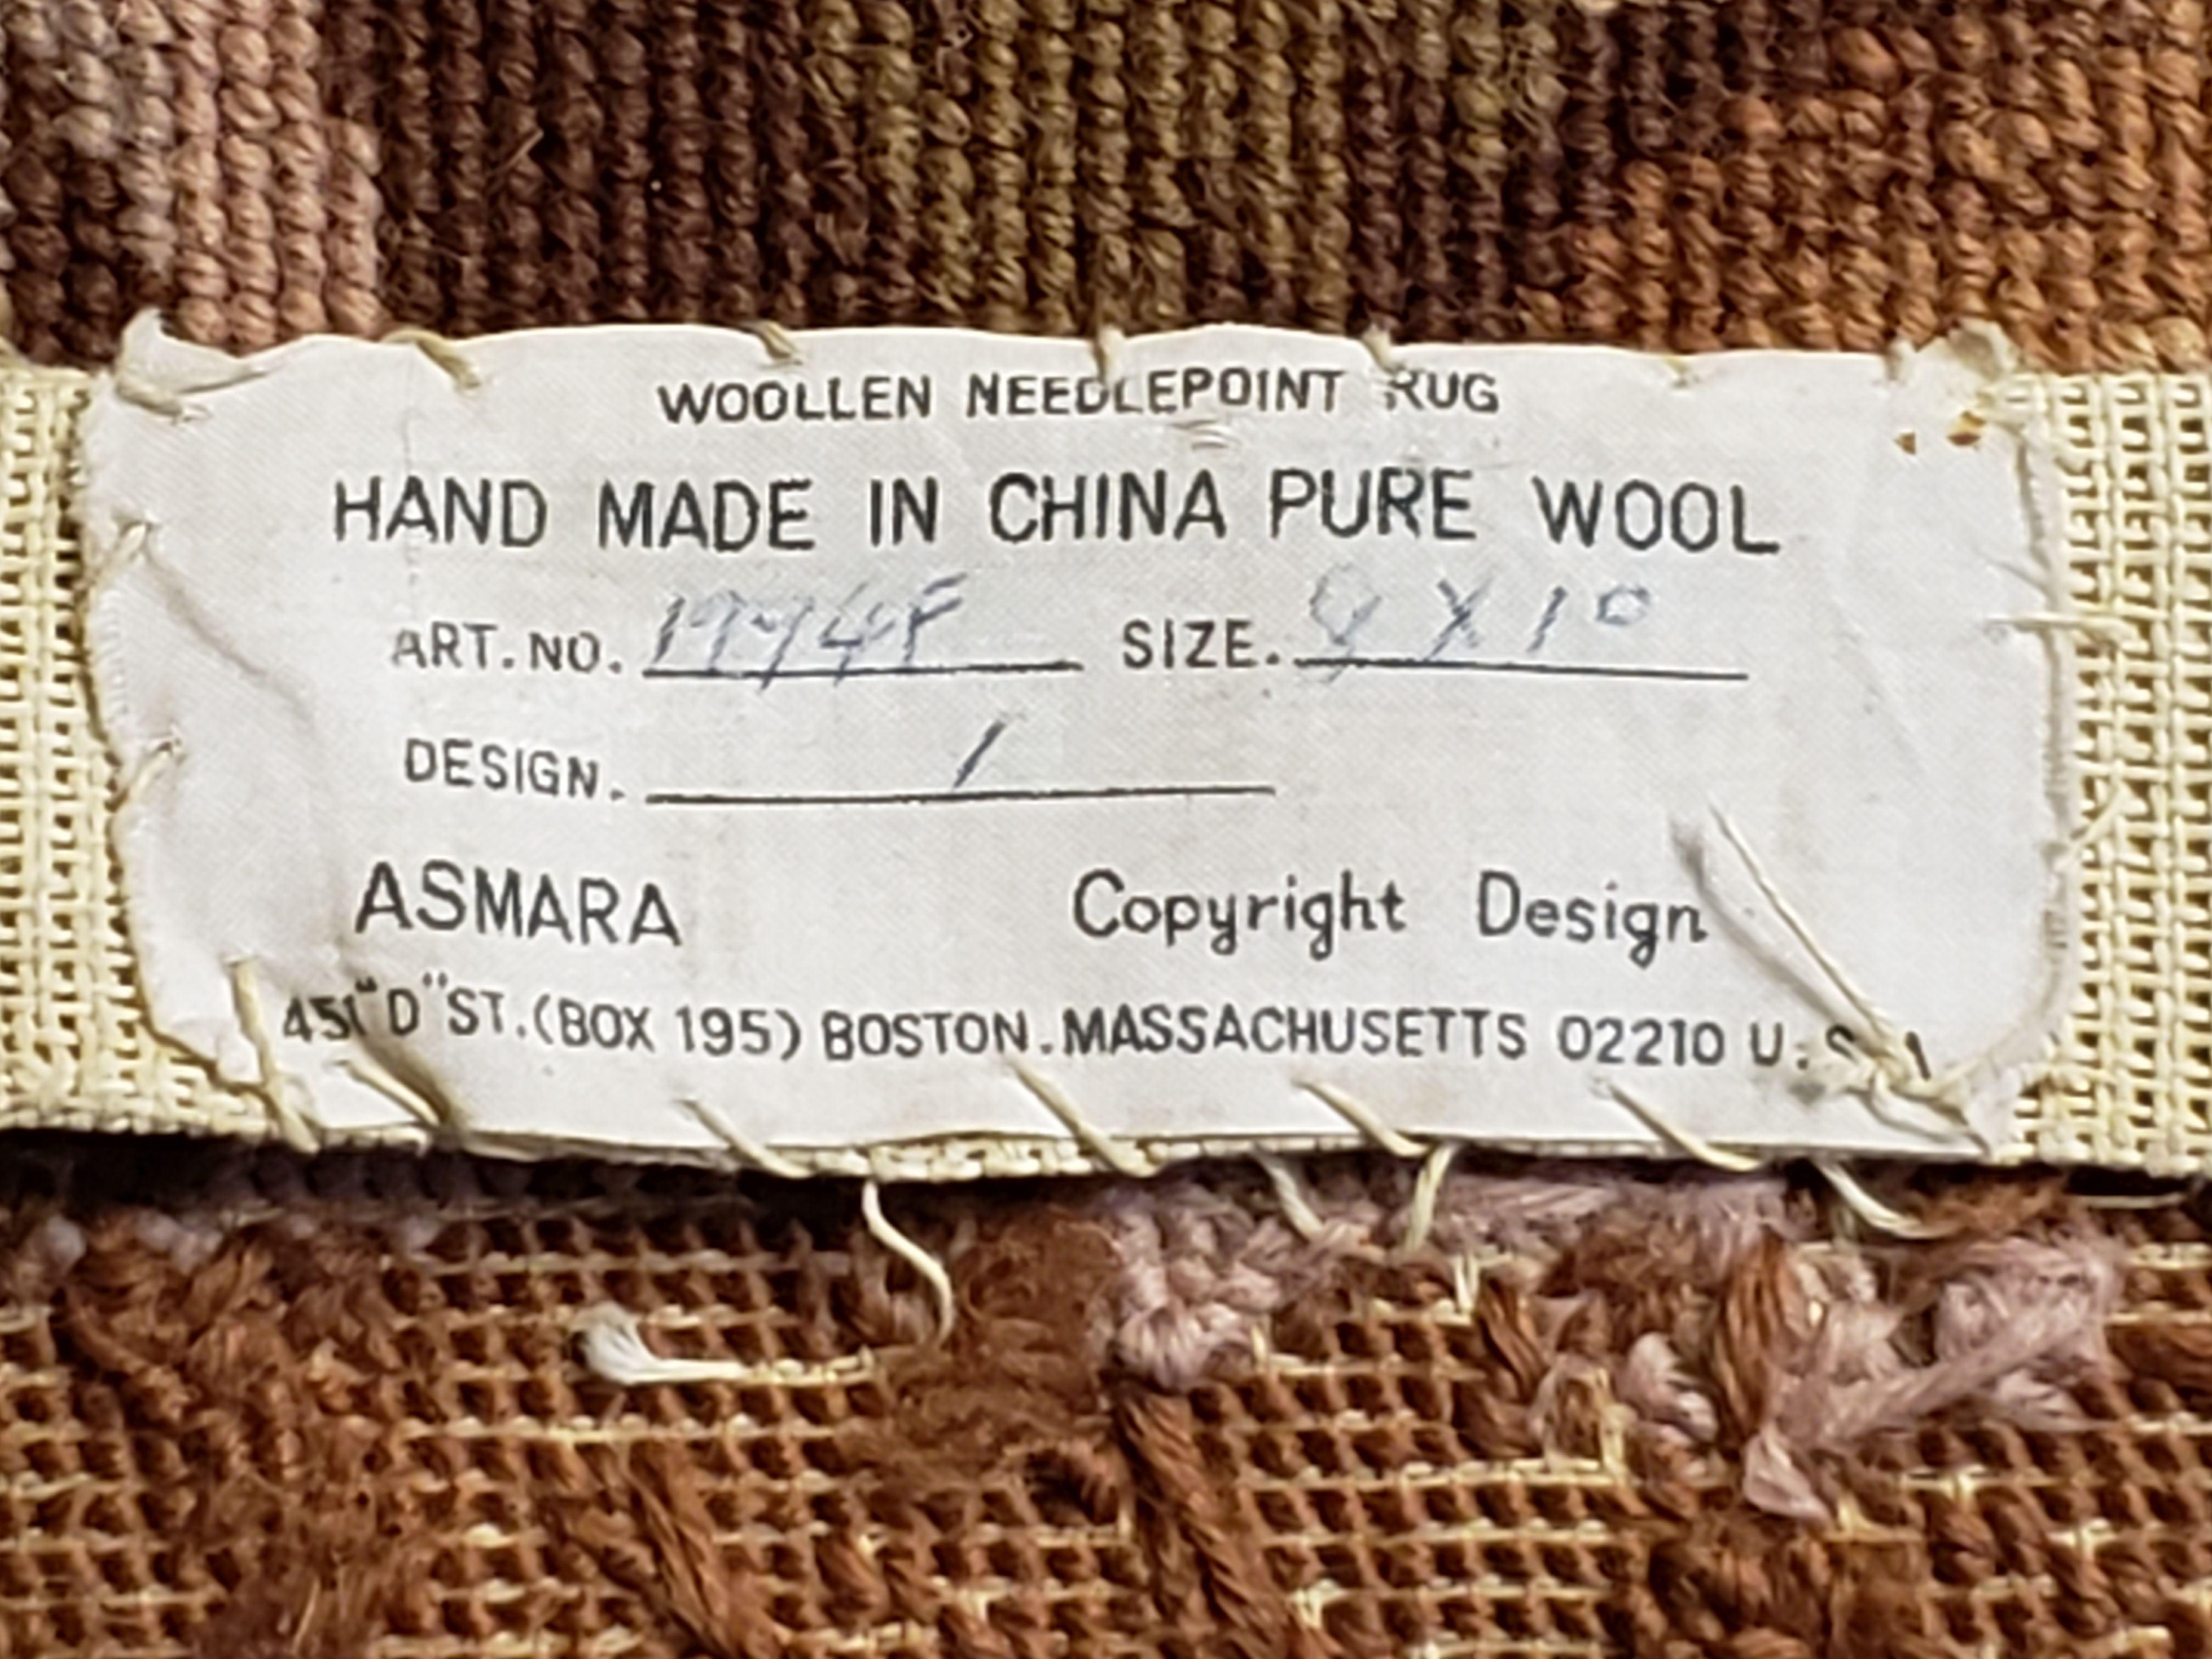 WOOLLEN NEEDLEPOINT RUG
HAND MADE IN CHINA PURE WOOL
ART. NO. SIZE. 9 X 10
DESIGN. 1
ASMARA Copyright Design
451 "D" ST. (BOX 195) BOSTON. MASSACHUSETTS 02210